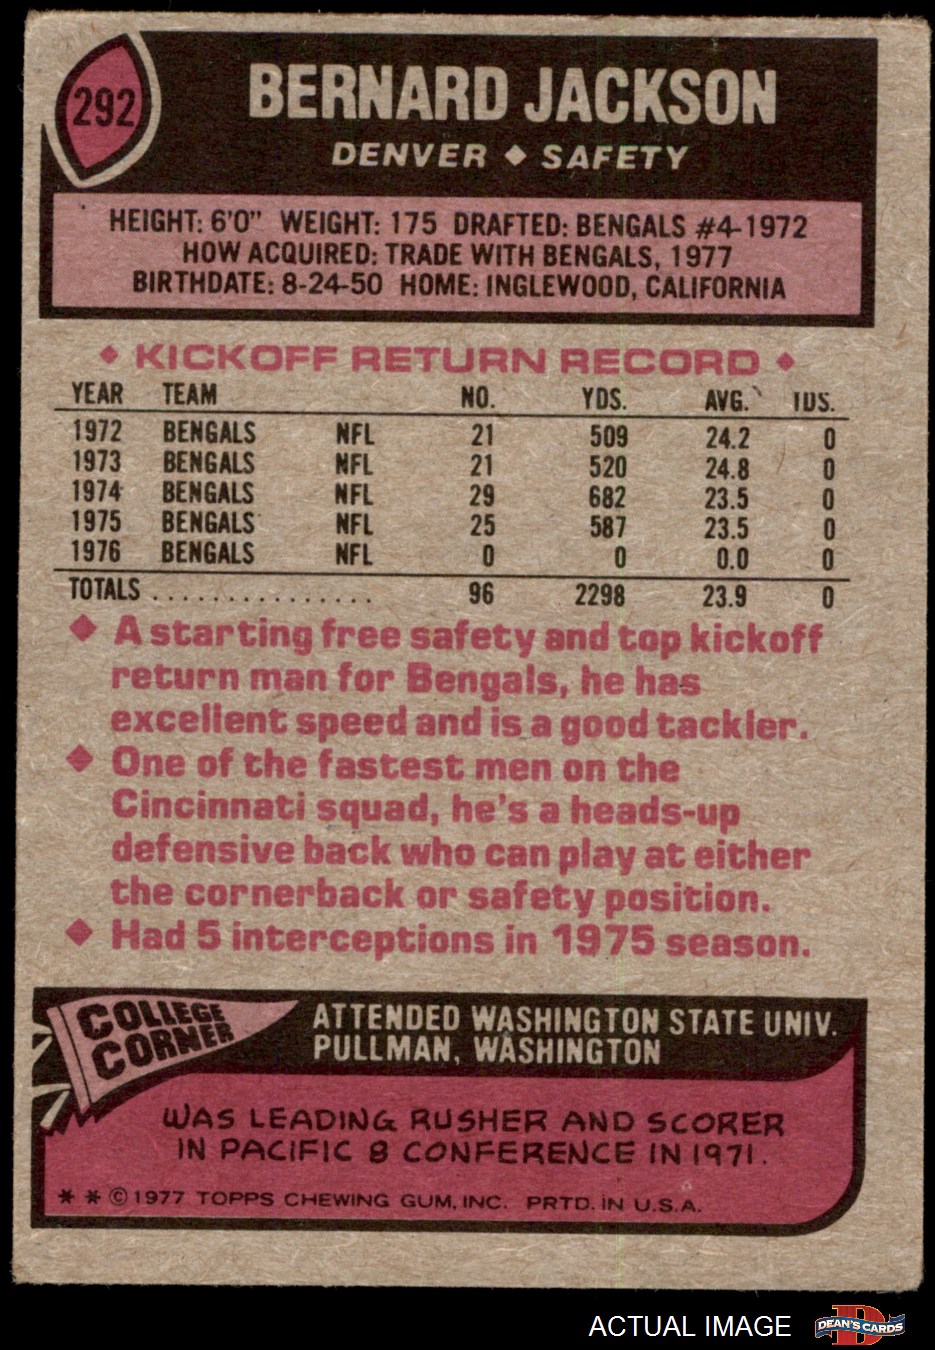 292
BERNARD JACKSON
DENVER ◆ SAFETY
HEIGHT: 6'0" WEIGHT: 175 DRAFTED: BENGALS #4-1972
HOW ACQUIRED: TRADE WITH BENGALS, 1977
BIRTHDATE: 8-24-50 HOME: INGLEWOOD, CALIFORNIA
◆ KICKOFF RETURN RECORD ◆
YEAR TEAM NO. YDS. AVG. TDS.
1972 BENGALS NFL 21 509 24.2 0
1973 BENGALS NFL 21 520 24.8 0
1974 BENGALS NFL 29 682 23.5 0
1975 BENGALS NFL 25 587 23.5 0
1976 BENGALS NFL 0 0 0.0 0
TOTALS ................ 96 2298 23.9 0
◆ A starting free safety and top kickoff
return man for Bengals, he has
excellent speed and is a good tackler.
◆ One of the fastest men on the
Cincinnati squad, he's a heads-up
defensive back who can play at either
the cornerback or safety position.
◆ Had 5 interceptions in 1975 season.
COLLEGE
CORNER
ATTENDED WASHINGTON STATE UNIV.
PULLMAN, WASHINGTON
WAS LEADING RUSHER AND SCORER
IN PACIFIC 8 CONFERENCE IN 1971.
* * © 1977 TOPPS CHEWING GUM, INC. PRTD. IN U.S.A.
ACTUAL IMAGE
DEAN'S CARDS